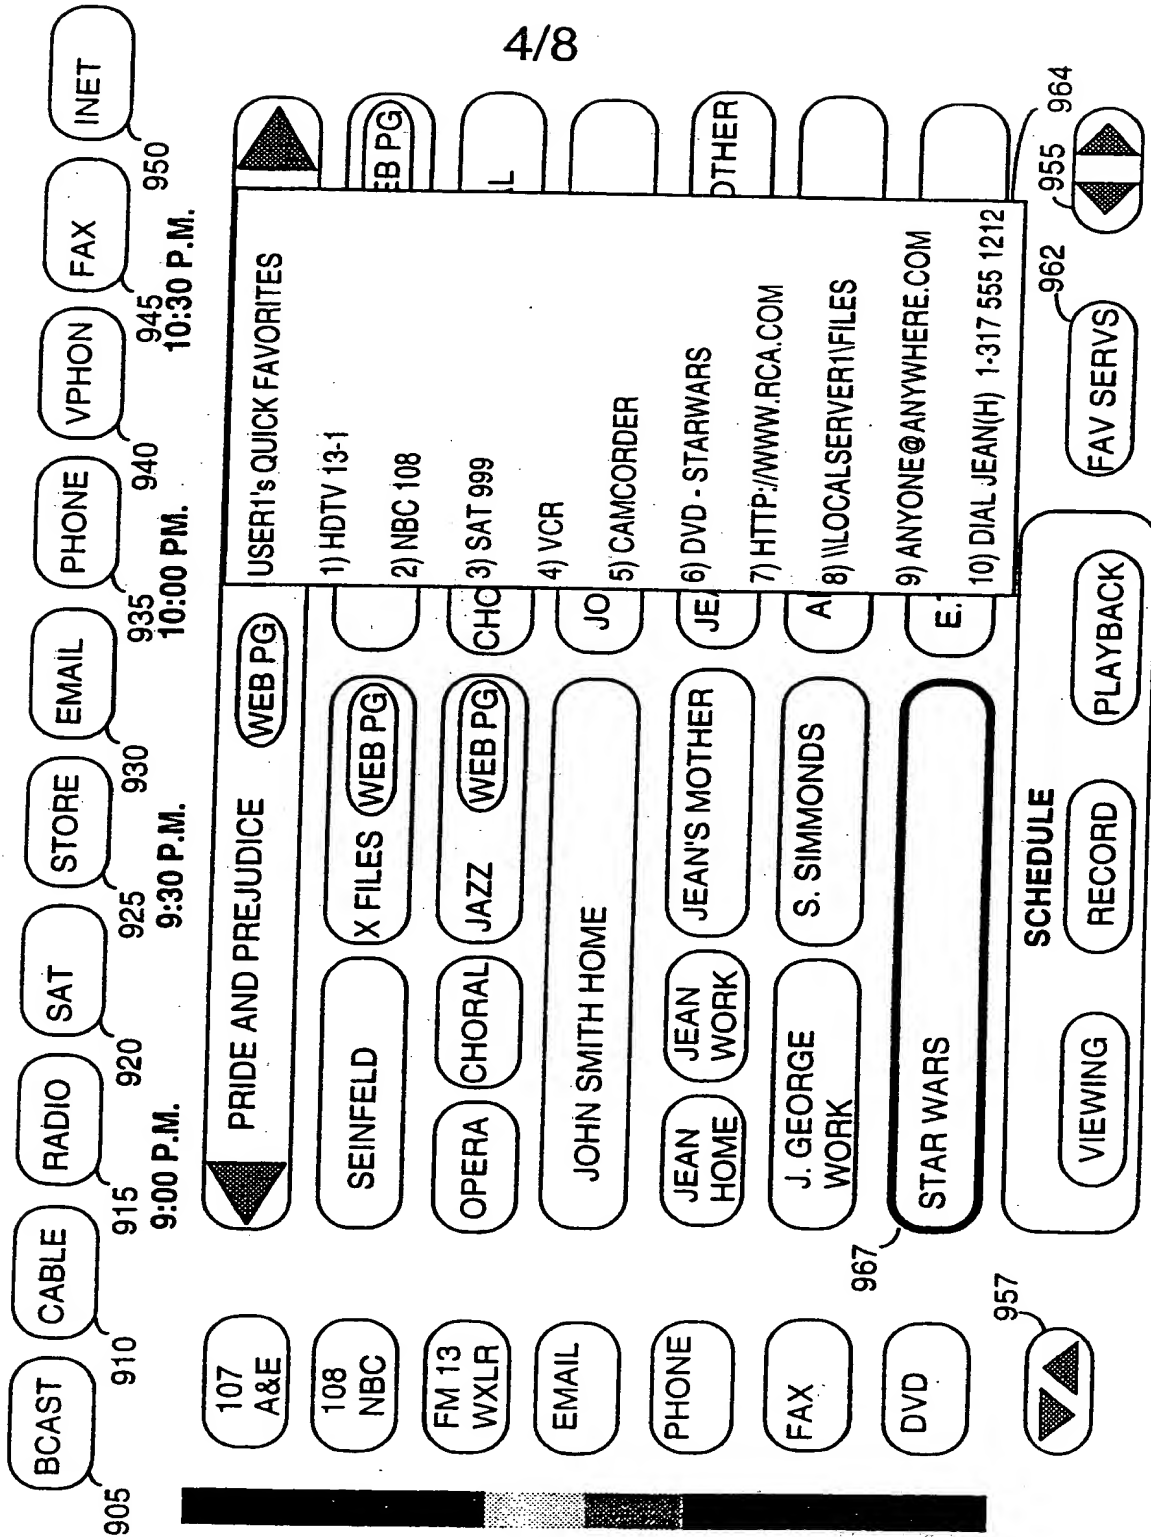 4/8
BCAST
905
CABLE
910
RADIO
915
SAT
920
STORE
925
EMAIL
930
PHONE
935
VPHON
940
FAX
945
INET
950
9:00 P.M.
9:30 P.M.
10:00 PM.
10:30 P.M.
107
A&E
PRIDE AND PREJUDICE
WEB PG
108
NBC
SEINFELD
X FILES
WEB PG
EB PG
FM 13
WXLR
OPERA
CHORAL
JAZZ
WEB PG
CHO
L
EMAIL
JOHN SMITH HOME
JO
PHONE
JEAN
HOME
JEAN
WORK
JEAN'S MOTHER
JEA
OTHER
FAX
J. GEORGE
WORK
S. SIMMONDS
A
DVD
STAR WARS
E.
967
USER1's QUICK FAVORITES
1) HDTV 13-1
2) NBC 108
3) SAT 999
4) VCR
5) CAMCORDER
6) DVD - STARWARS
7) HTTP://WWW.RCA.COM
8) \\LOCALSERVER1\FILES
9) ANYONE@ANYWHERE.COM
10) DIAL JEAN(H) 1-317 555 1212
964
957
SCHEDULE
VIEWING
RECORD
PLAYBACK
FAV SERVS
962
955